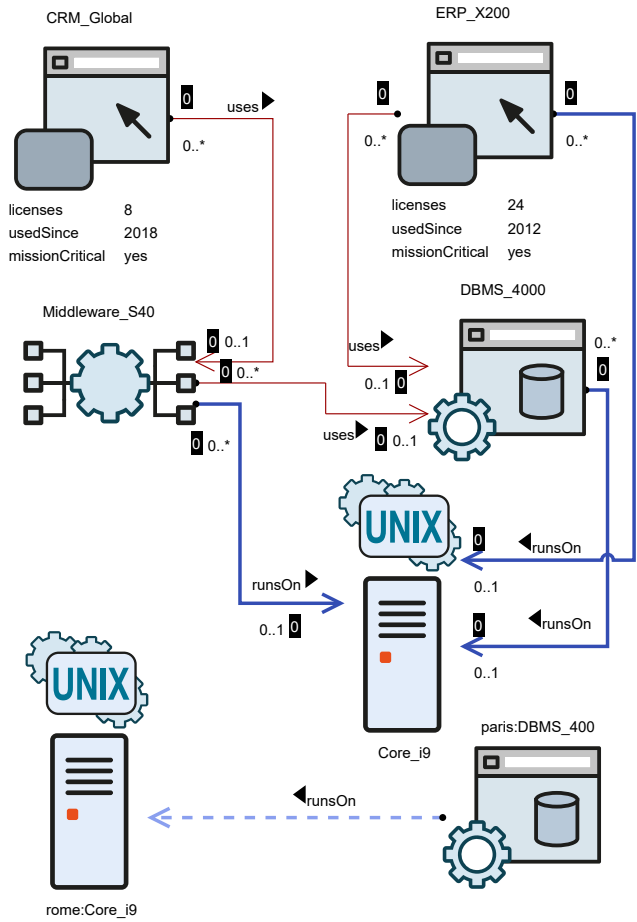 CRM_Global
ERP_X200
0
uses
0..*
0
0..*
0
0..*
licenses 8
usedSince 2018
missionCritical yes
licenses 24
usedSince 2012
missionCritical yes
Middleware_S40
DBMS_4000
0 0..1
0 0..*
uses
0..1 0
0..*
0
uses 0 0..1
0 0..*
UNIX
0
runsOn
0..1
runsOn
0..1 0
0
runsOn
0..1
UNIX
Core_i9
paris:DBMS_400
runsOn
rome:Core_i9